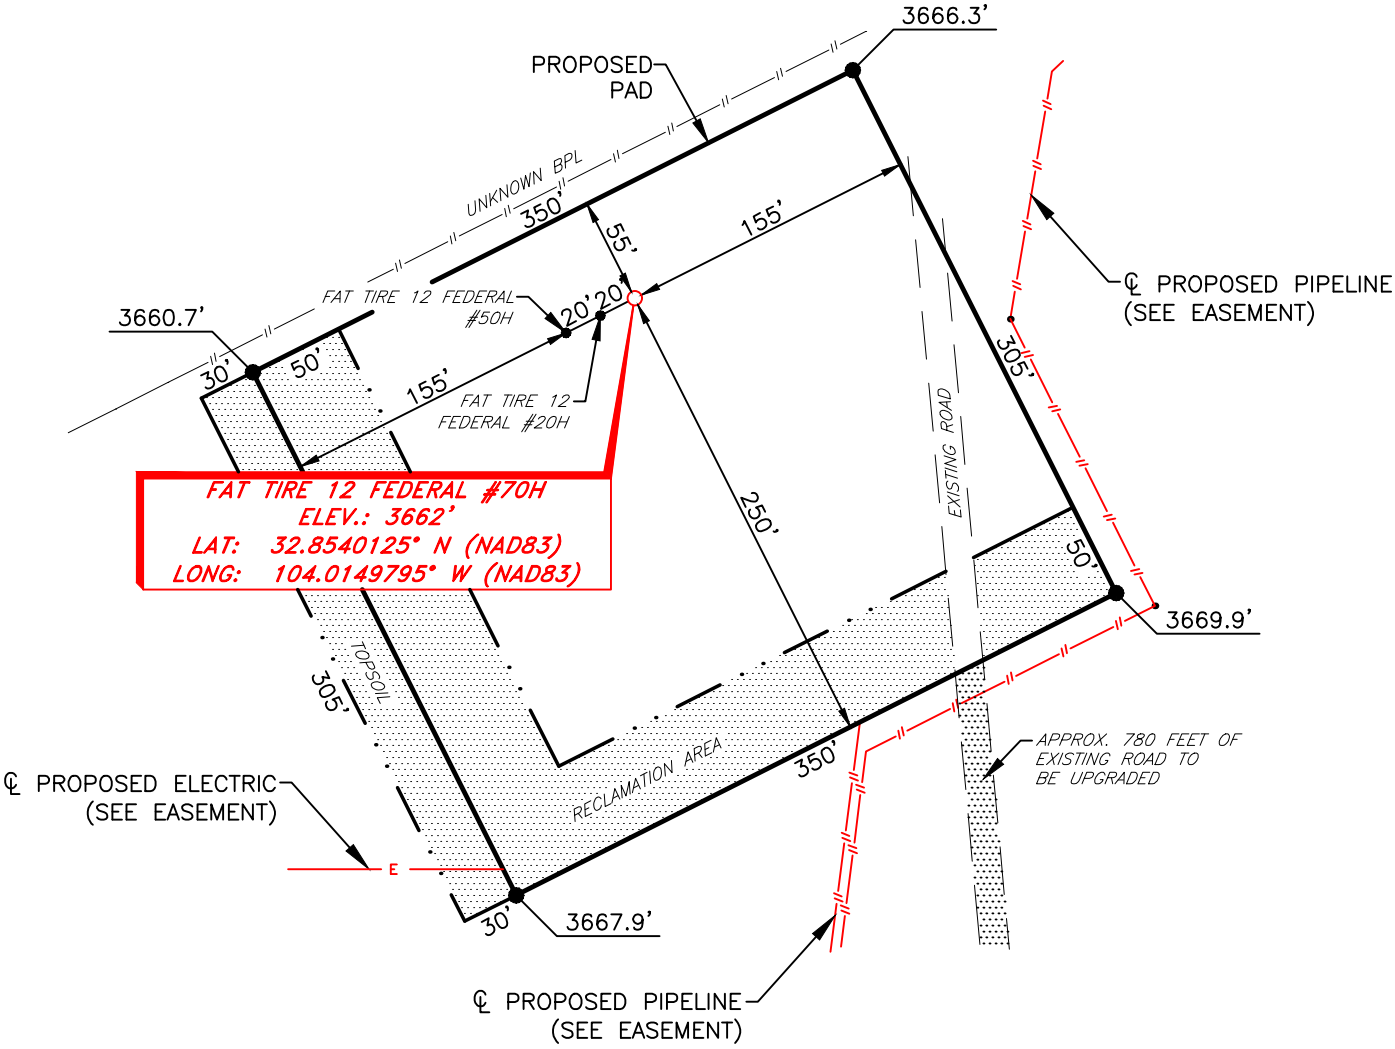 3666.3'
PROPOSED
PAD
UNKNOWN BPL
350'
55'
155'
℄ PROPOSED PIPELINE
(SEE EASEMENT)
FAT TIRE 12 FEDERAL
#50H
20'
20'
3660.7'
30'
50'
155'
305'
FAT TIRE 12
FEDERAL #20H
EXISTING ROAD
FAT TIRE 12 FEDERAL #70H
ELEV.: 3662'
LAT: 32.8540125° N (NAD83)
LONG: 104.0149795° W (NAD83)
250'
50'
3669.9'
TOPSOIL
305'
RECLAMATION AREA
350'
APPROX. 780 FEET OF
EXISTING ROAD TO
BE UPGRADED
℄ PROPOSED ELECTRIC
(SEE EASEMENT)
E
30'
3667.9'
℄ PROPOSED PIPELINE
(SEE EASEMENT)